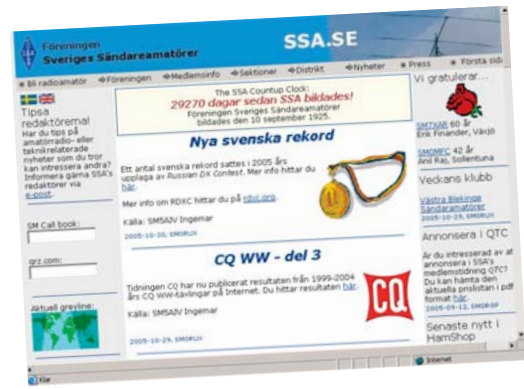 Föreningen
Sveriges Sändareamatörer
SSA.SE
Bli radioamatör Föreningen Medlemsinfo Sektioner Distrikt Nyheter Press Första sida
Tipsa
redaktörerna!
Har du tips på
amatörradio- eller
teknikrelaterade
nyheter som du tror
kan intressera andra?
Informera gärna SSA's
redaktörer via
e-post.
SM Call book:
qrz.com:
Aktuell greyline:
The SSA Countup Clock:
29270 dagar sedan SSA bildades!
Föreningen Sveriges Sändareamatörer
bildades den 10 september 1925.
Nya svenska rekord
Ett antal svenska rekord sattes i 2005 års
upplaga av Russian DX Contest. Mer info hittar du
här.
Mer info om RDXC hittar du på rdxc.org.
Källa: SM5AJV Ingemar
2005-10-30, SM0RUX
CQ WW - del 3
Tidningen CQ har nu publicerat resultaten från 1999-2004
års CQ WW-tävlingar på Internet. Du hittar resultaten här.
Källa: SM5AJV Ingemar
CQ
2005-10-29, SM0RUX
Vi gratulerar...
SM7XAR 60 år
Erik Finander, Växjö
SM0MFC 42 år
Anil Raj, Sollentuna
Veckans klubb
Västra Blekinge
Sändaramatörer
2005-10-29, SM0RUX
Annonsera i QTC
Är du intresserad av at
annonsera i SSA's
medlemstidning QTC?
Du kan hämta den
aktuella prislistan i pdf
format här.
2005-09-12, SM0RGP
Senaste nytt i
HamShop
Klar
Internet